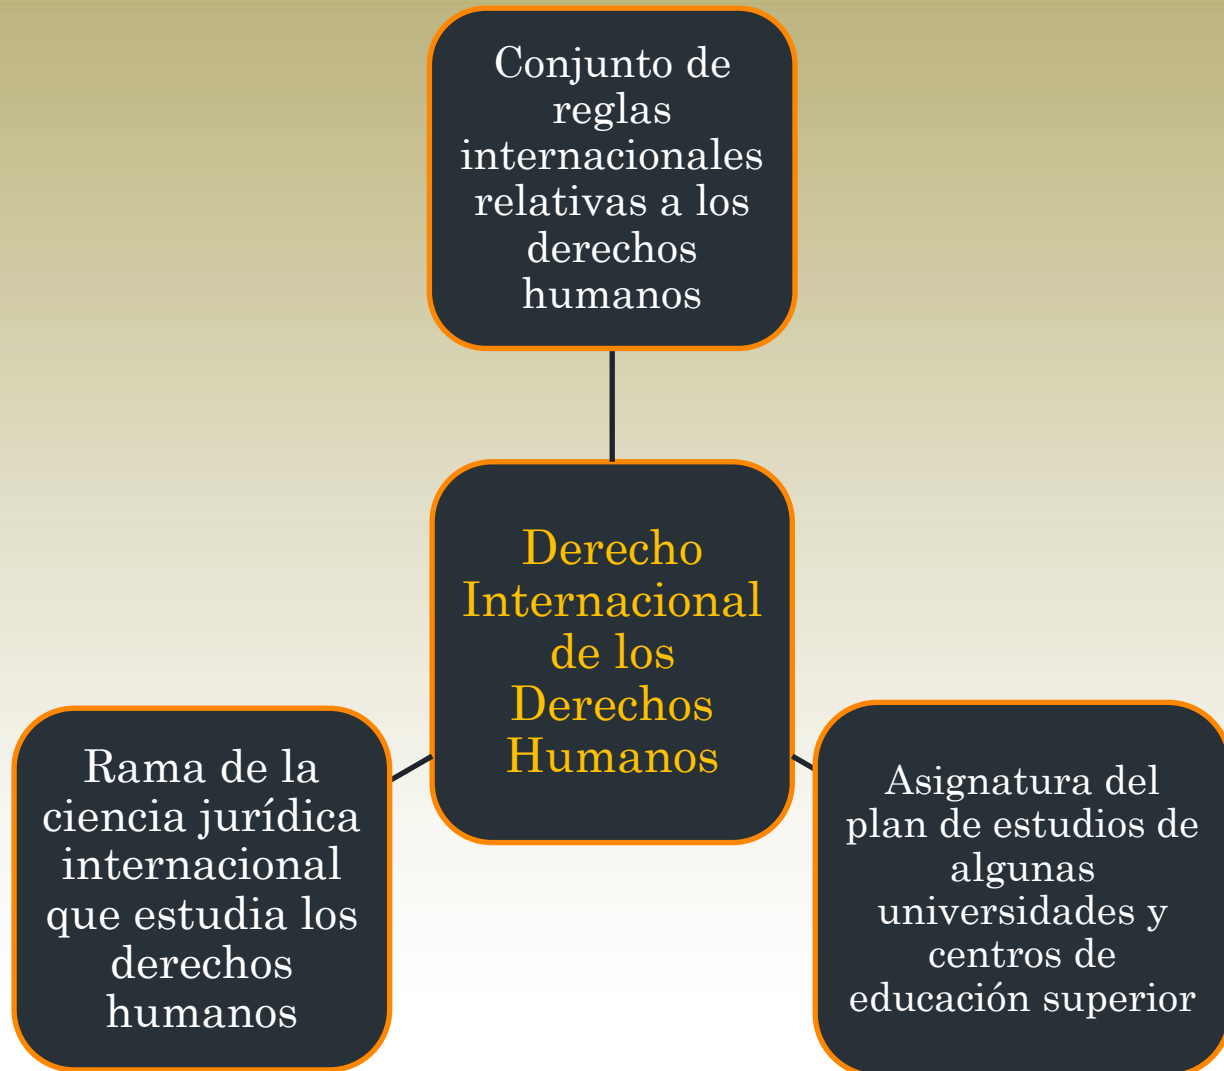 Conjunto de
reglas
internacionales
relativas a los
derechos
humanos
Derecho
Internacional
de los
Derechos
Humanos
Rama de la
ciencia jurídica
internacional
que estudia los
derechos
humanos
Asignatura del
plan de estudios de
algunas
universidades y
centros de
educación superior